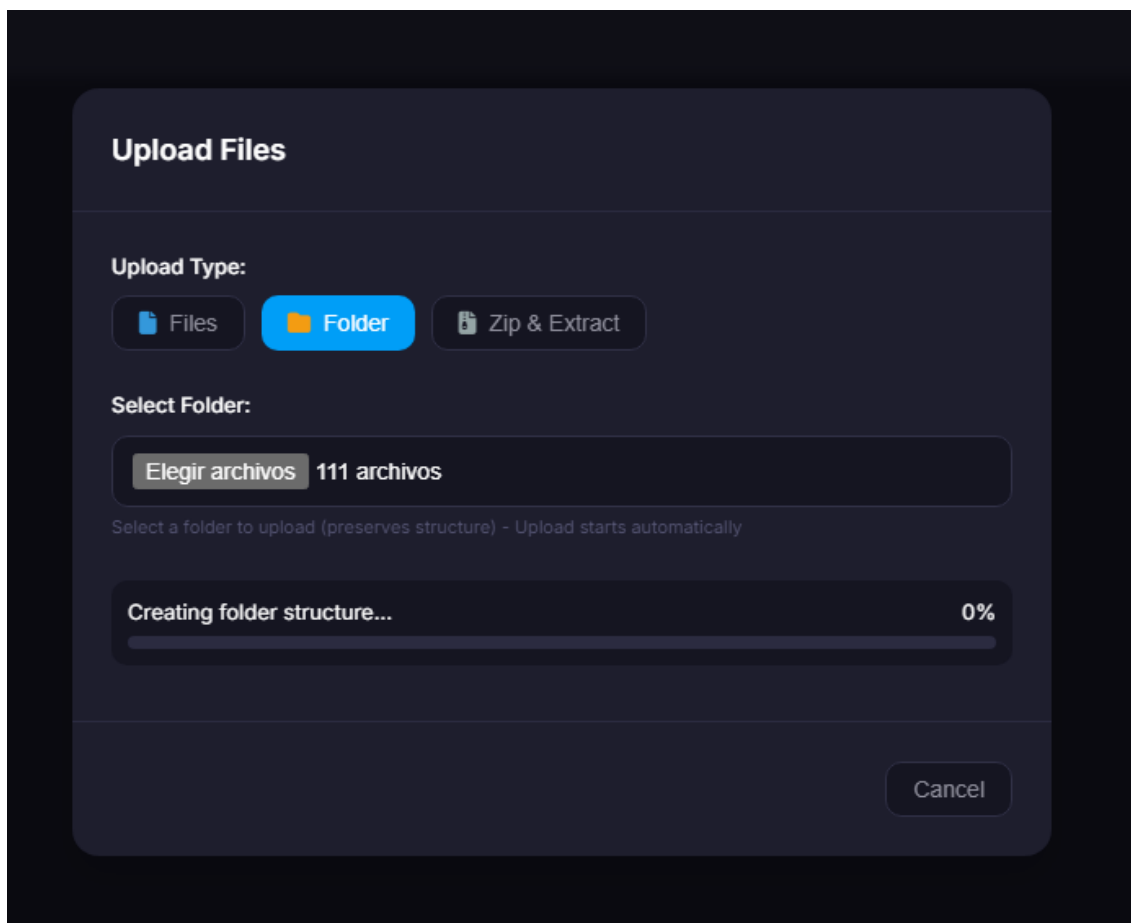 Upload Files
Upload Type:
Files Folder Zip & Extract
Select Folder:
Elegir archivos 111 archivos
Select a folder to upload (preserves structure) - Upload starts automatically
Creating folder structure... 0%
Cancel